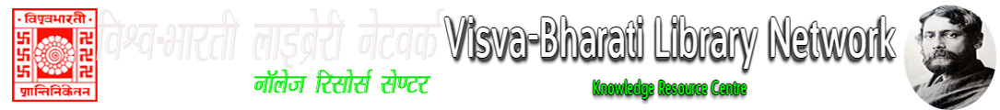 विश्वभारती
शान्तिनिकेतन
विश्व-भारती लाइब्रेरी नेटवर्क
नॉलेज रिसोर्स सेण्टर
Visva-Bharati Library Network
Knowledge Resource Centre